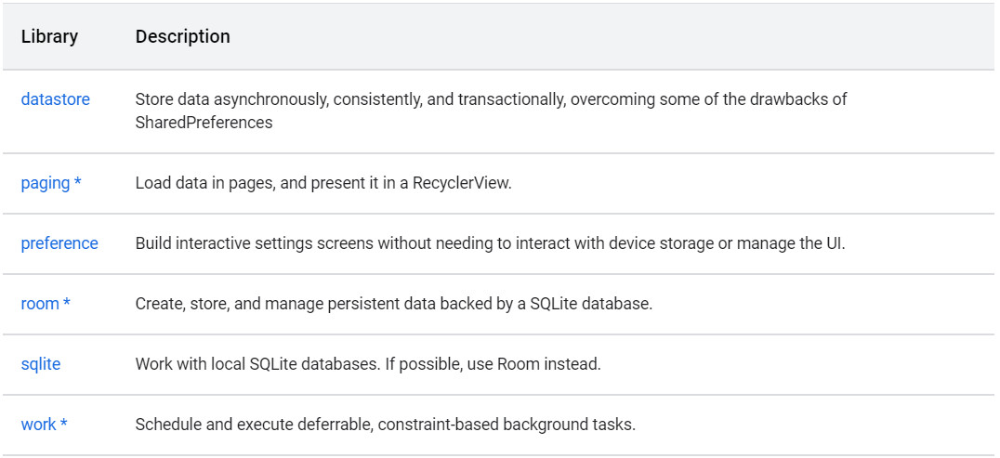 Library Description
datastore Store data asynchronously, consistently, and transactionally, overcoming some of the drawbacks of
SharedPreferences
paging * Load data in pages, and present it in a RecyclerView.
preference Build interactive settings screens without needing to interact with device storage or manage the UI.
room * Create, store, and manage persistent data backed by a SQLite database.
sqlite Work with local SQLite databases. If possible, use Room instead.
work * Schedule and execute deferrable, constraint-based background tasks.